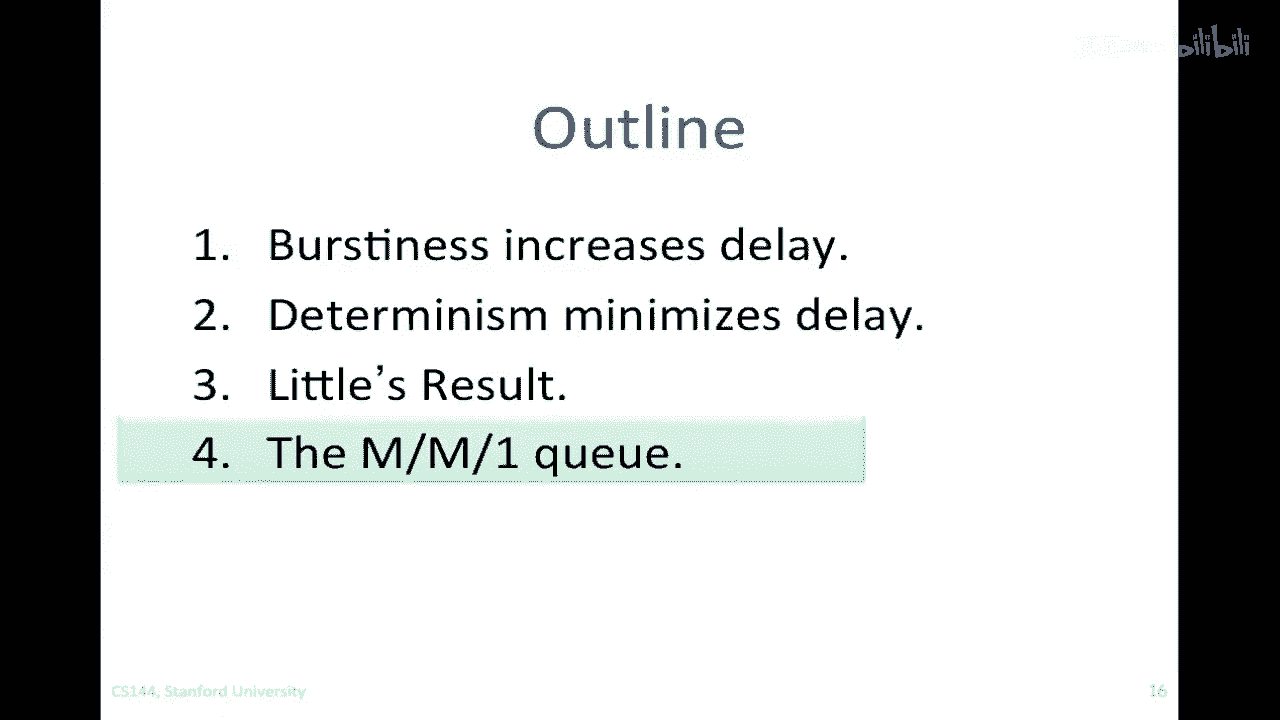 bilibili
Outline
1. Burstiness increases delay.
2. Determinism minimizes delay.
3. Little's Result.
4. The M/M/1 queue.
CS144, Stanford University
16